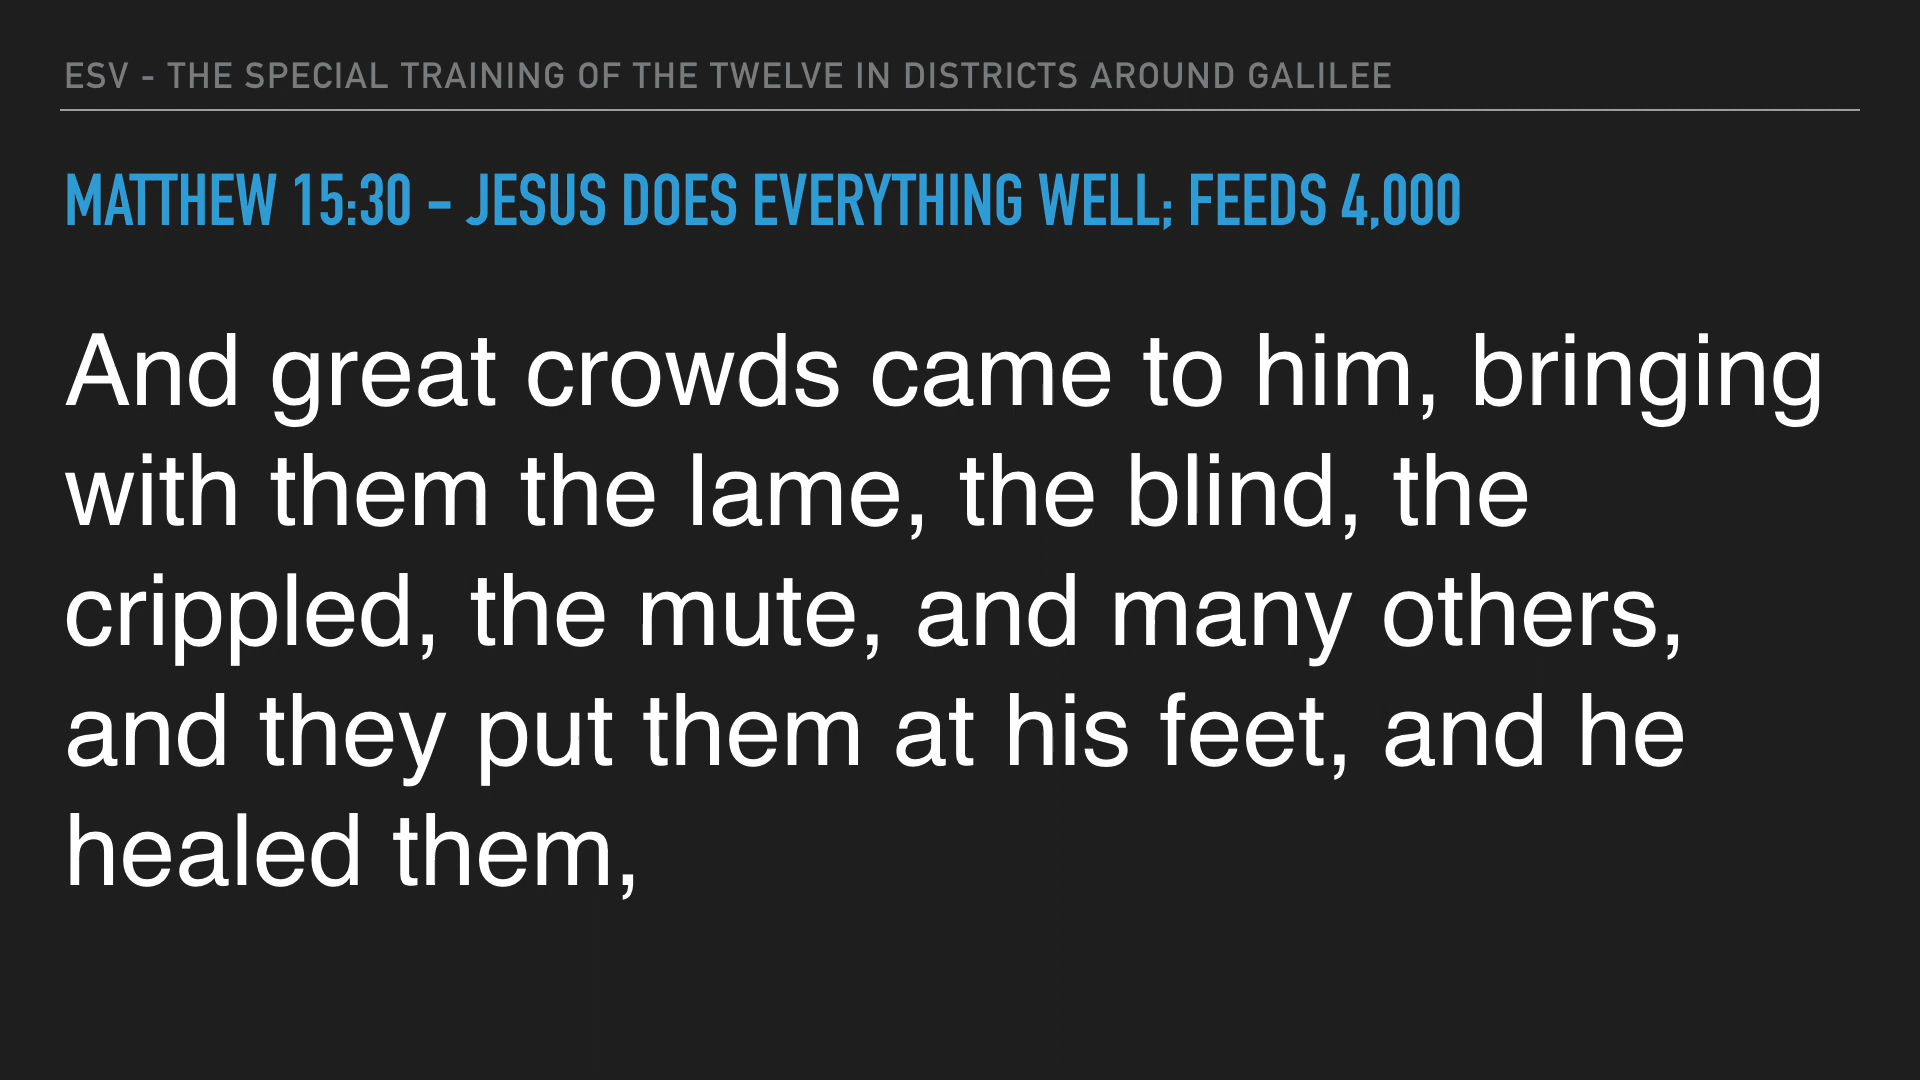 ESV - THE SPECIAL TRAINING OF THE TWELVE IN DISTRICTS AROUND GALILEE
MATTHEW 15:30 – JESUS DOES EVERYTHING WELL; FEEDS 4,000
And great crowds came to him, bringing
with them the lame, the blind, the
crippled, the mute, and many others,
and they put them at his feet, and he
healed them,